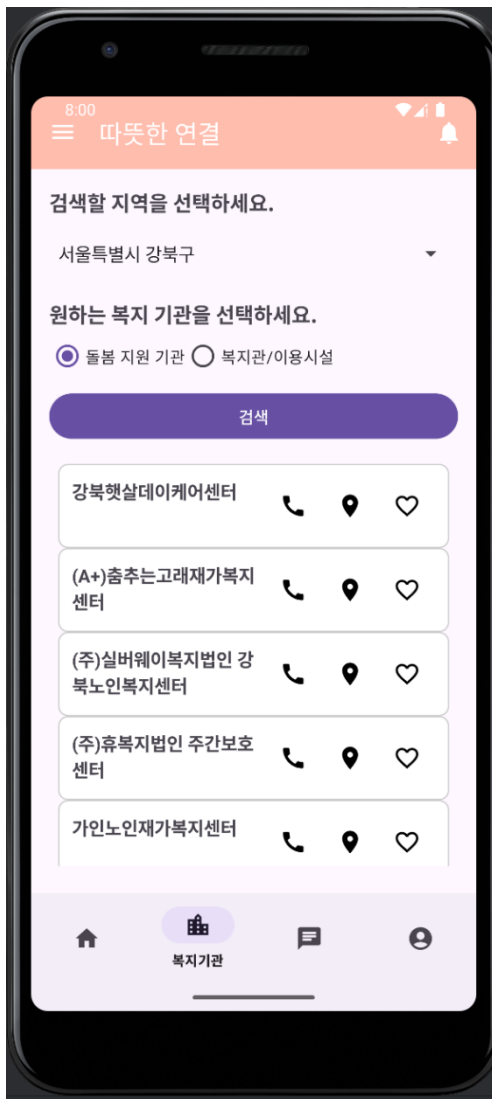 8:00
따뜻한 연결
검색할 지역을 선택하세요.
서울특별시 강북구
원하는 복지 기관을 선택하세요.
돌봄 지원 기관 복지관/이용시설
검색
강북햇살데이케어센터
(A+)춤추는고래재가복지
센터
(주)실버웨이복지법인 강
북노인복지센터
(주)휴복지법인 주간보호
센터
가인노인재가복지센터
복지기관